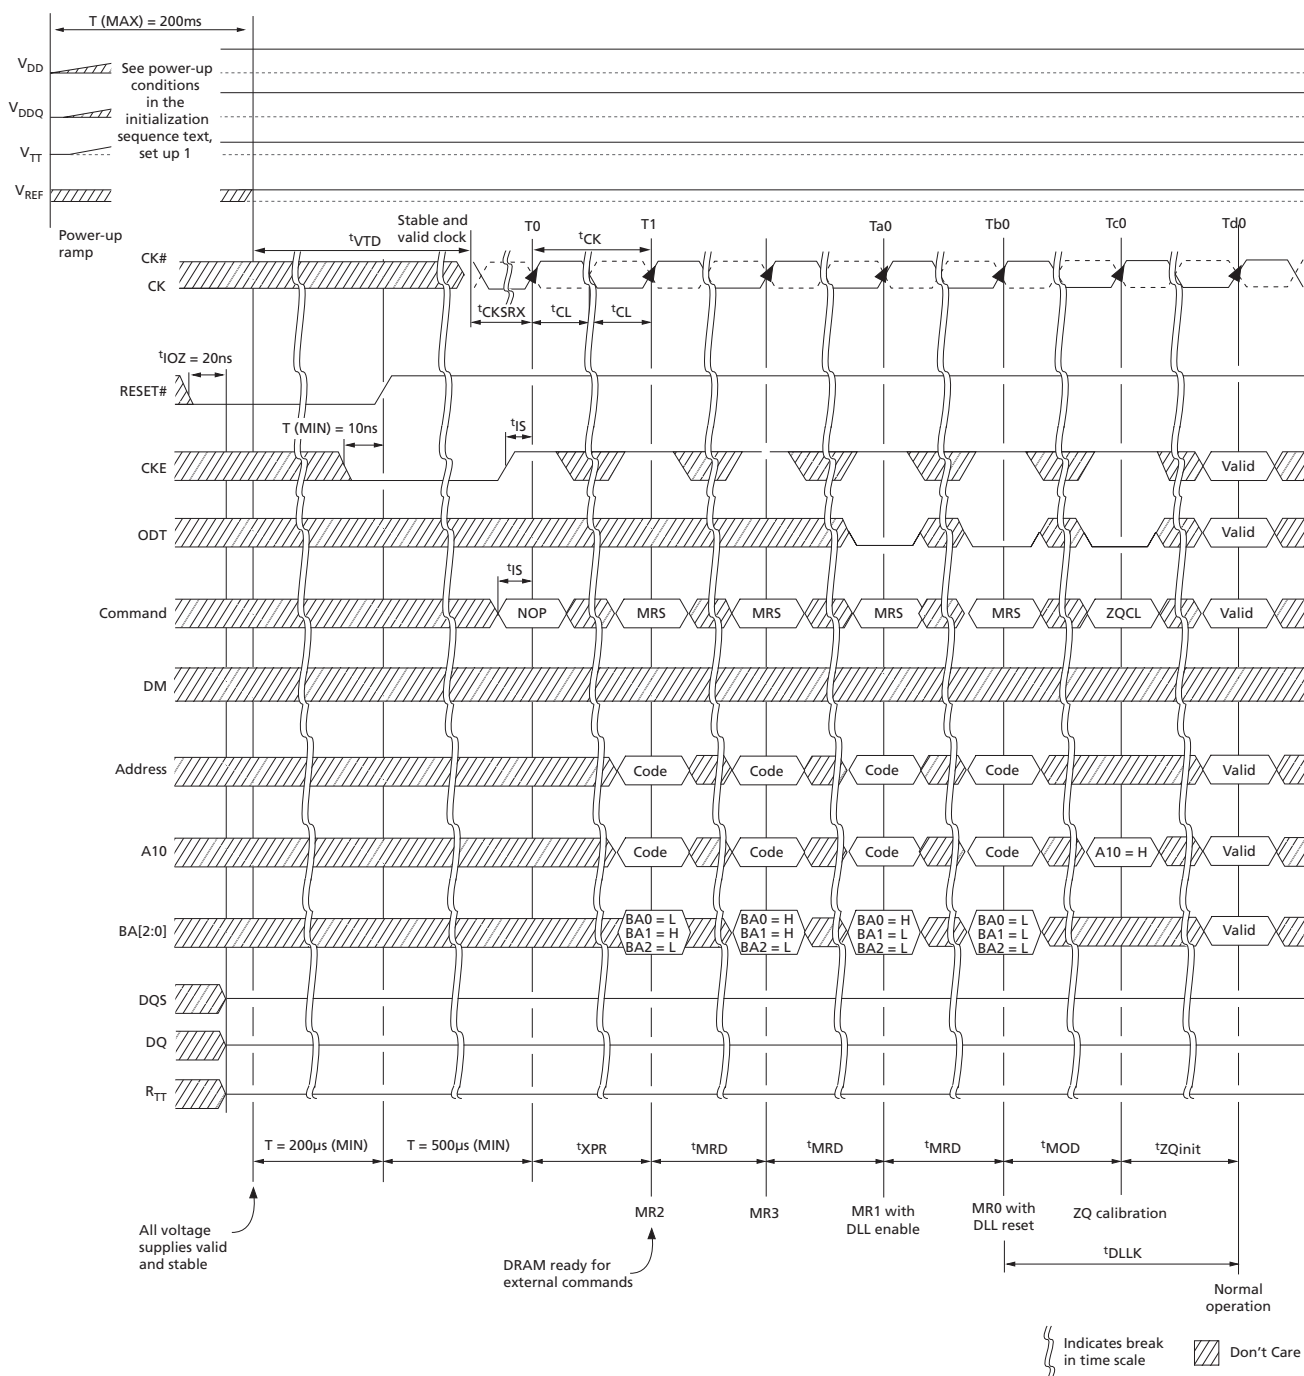 T (MAX) = 200ms
VDD
See power-up
conditions
in the
initialization
sequence text,
set up 1
VDDQ
VTT
VREF
Power-up
ramp
tVTD
Stable and
valid clock
T0
T1
Ta0
Tb0
Tc0
Td0
tCK
CK#
CK
tCKSRX
tCL
tCL
tIOZ = 20ns
RESET#
T (MIN) = 10ns
tIS
CKE
Valid
ODT
Valid
tIS
Command
NOP
MRS
MRS
MRS
MRS
ZQCL
Valid
DM
Address
Code
Code
Code
Code
Valid
A10
Code
Code
Code
Code
A10 = H
Valid
BA[2:0]
BA0 = L
BA1 = H
BA2 = L
BA0 = H
BA1 = H
BA2 = L
BA0 = H
BA1 = L
BA2 = L
BA0 = L
BA1 = L
BA2 = L
Valid
DQS
DQ
RTT
T = 200µs (MIN)
T = 500µs (MIN)
tXPR
tMRD
tMRD
tMRD
tMOD
tZQinit
All voltage
supplies valid
and stable
MR2
MR3
MR1 with
DLL enable
MR0 with
DLL reset
ZQ calibration
DRAM ready for
external commands
tDLLK
Normal
operation
Indicates break
in time scale
Don't Care